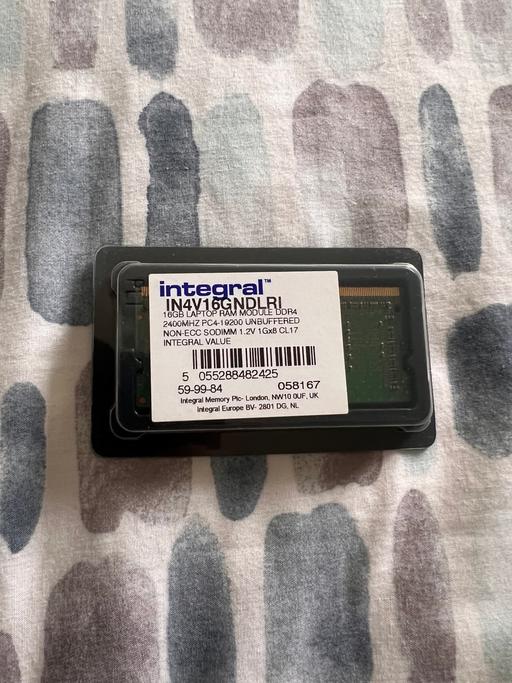 integral™
IN4V16GNDLRI
16GB LAPTOP RAM MODULE DDR4
2400MHZ PC4-19200 UNBUFFERED
NON-ECC SODIMM 1.2V 1Gx8 CL17
INTEGRAL VALUE
5 055288482425
59-99-84 058167
Integral Memory Plc- London, NW10 0UF, UK
Integral Europe BV- 2801 DG, NL